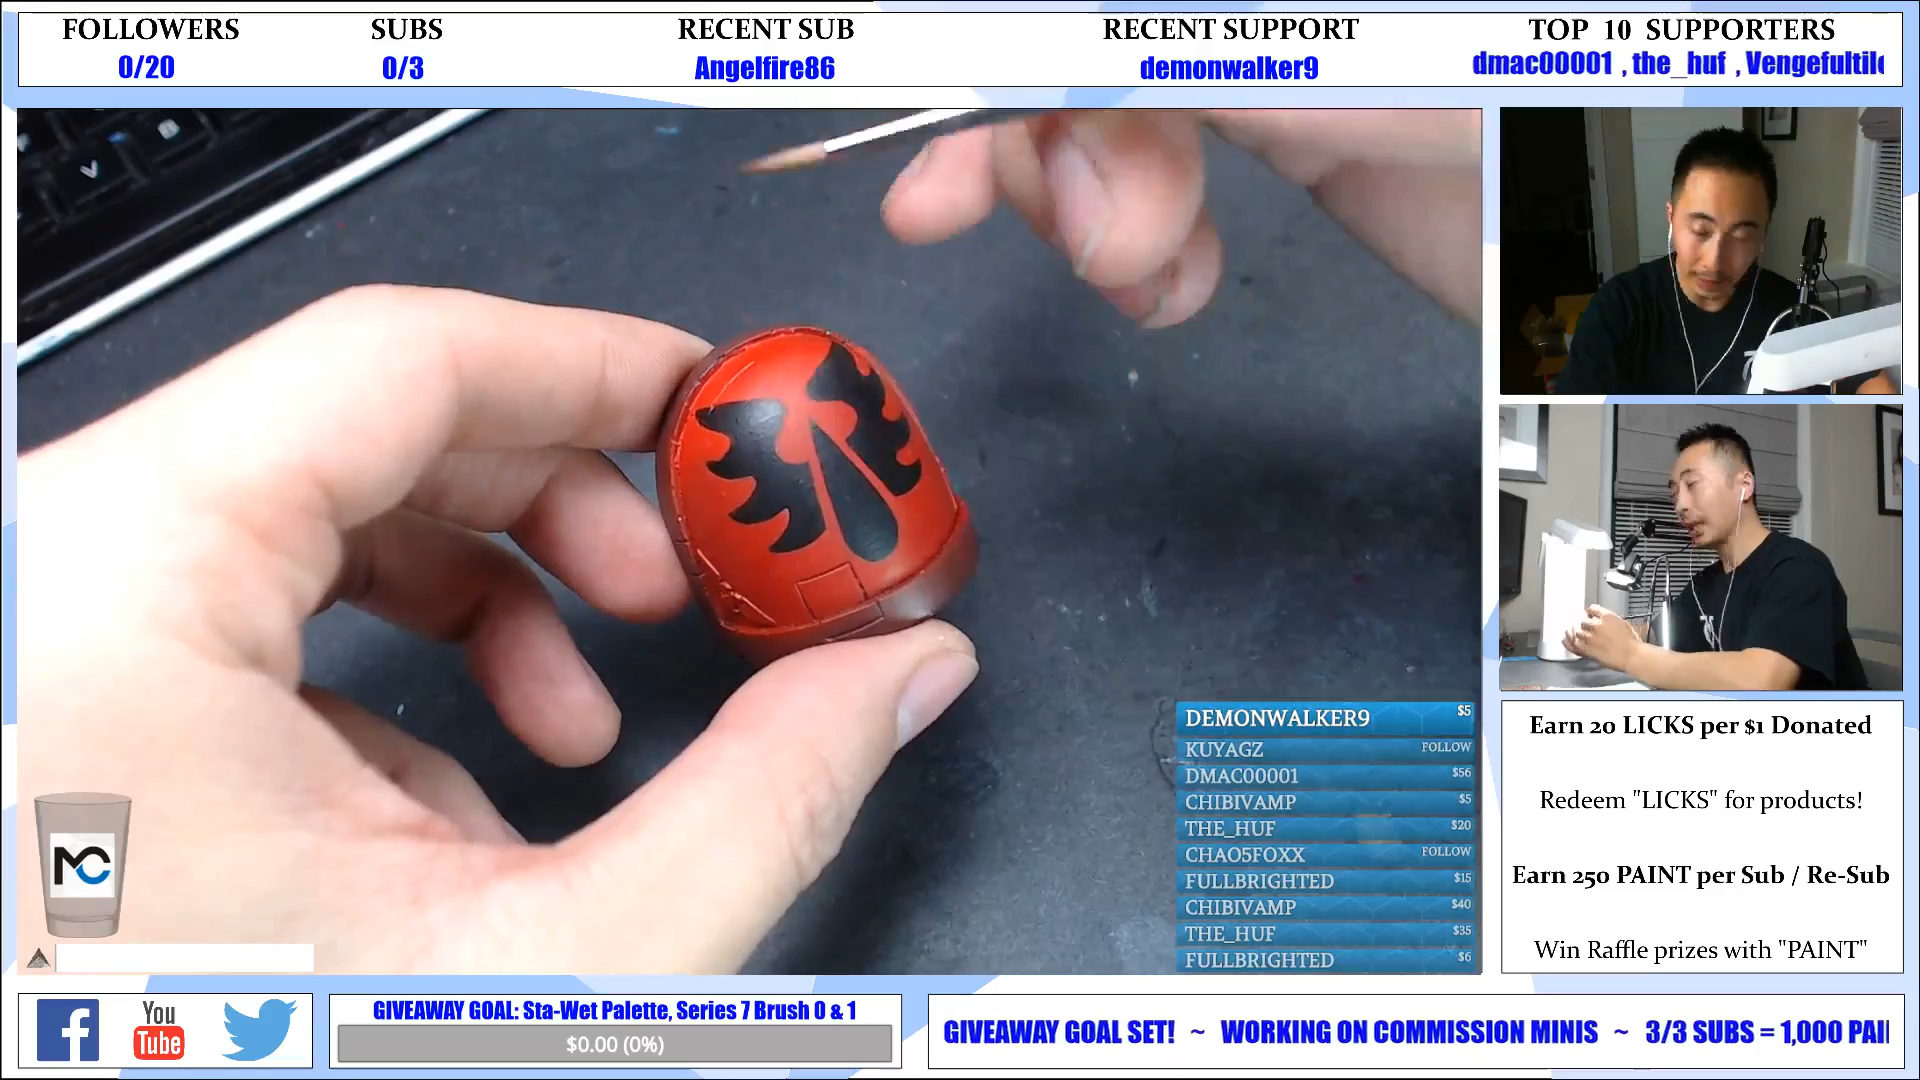 FOLLOWERS
0/20
SUBS
0/3
RECENT SUB
Angelfire86
RECENT SUPPORT
demonwalker9
TOP 10 SUPPORTERS
dmac00001 , the_huf , Vengefultil
V
DEMONWALKER9 $5
KUYAGZ FOLLOW
DMAC00001 $56
CHIBIVAMP $5
THE_HUF $20
CHAO5FOXX FOLLOW
FULLBRIGHTED $15
CHIBIVAMP $40
THE_HUF $35
FULLBRIGHTED $6
Earn 20 LICKS per $1 Donated
Redeem "LICKS" for products!
Earn 250 PAINT per Sub / Re-Sub
Win Raffle prizes with "PAINT"
MC
f
You
Tube
GIVEAWAY GOAL: Sta-Wet Palette, Series 7 Brush 0 & 1
$0.00 (0%)
GIVEAWAY GOAL SET! ~ WORKING ON COMMISSION MINIS ~ 3/3 SUBS = 1,000 PAI